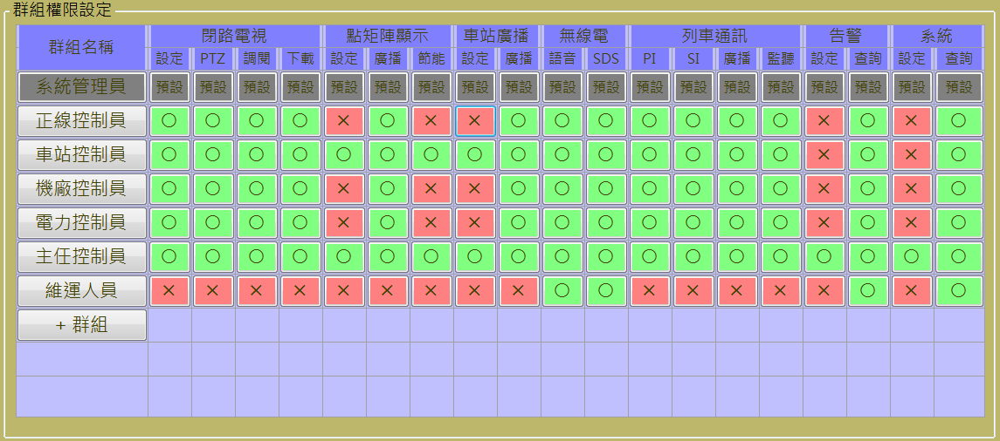 群組權限設定
群組名稱 閉路電視 點矩陣顯示 車站廣播 無線電 列車通訊 告警 系統
設定 PTZ 調閱 下載 設定 廣播 節能 設定 廣播 語音 SDS PI SI 廣播 監聽 設定 查詢 設定 查詢
系統管理員 預設 預設 預設 預設 預設 預設 預設 預設 預設 預設 預設 預設 預設 預設 預設 預設 預設 預設 預設
正線控制員 ○ ○ ○ ○ × ○ × × ○ ○ ○ ○ ○ ○ ○ × ○ × ○
車站控制員 ○ ○ ○ ○ ○ ○ ○ ○ ○ ○ ○ ○ ○ ○ ○ × ○ × ○
機廠控制員 ○ ○ ○ ○ × ○ × × ○ ○ ○ ○ ○ ○ ○ × ○ × ○
電力控制員 ○ ○ ○ ○ × ○ × × ○ ○ ○ ○ ○ ○ ○ × ○ × ○
主任控制員 ○ ○ ○ ○ ○ ○ ○ ○ ○ ○ ○ ○ ○ ○ ○ ○ ○ ○ ○
維運人員 × × × × × × × × × ○ ○ × × × × × ○ × ○
+ 群組